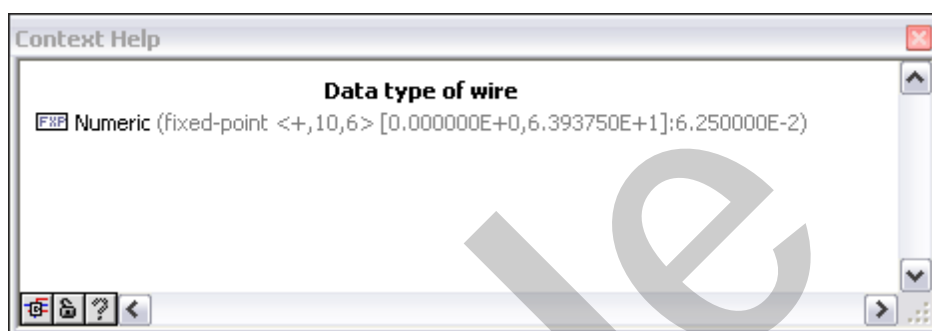 Context Help
Data type of wire
FXP Numeric (fixed-point <+,10,6> [0.000000E+0,6.393750E+1]:6.250000E-2)
?
le